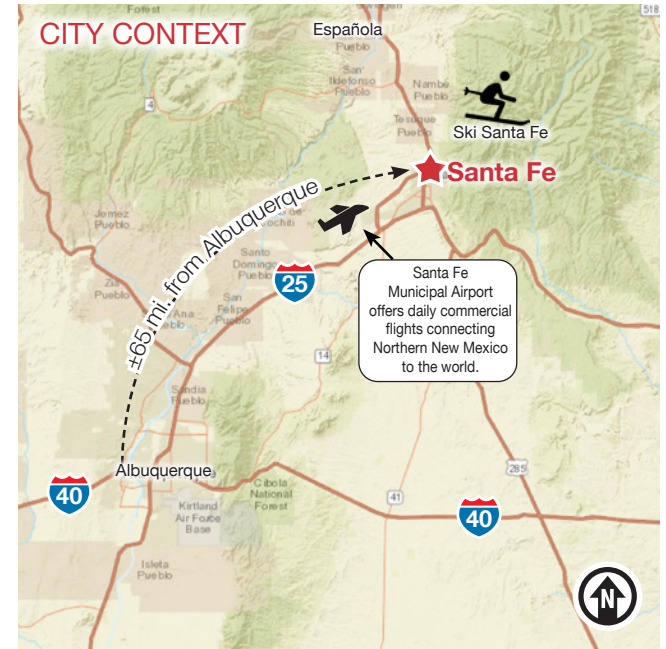 CITY CONTEXT
Forest
518
Española
Pueblo
San
Ildefonso
Pueblo
Nambé
Pueblo
4
Tesuque
Pueblo
Ski Santa Fe
Santa Fe
±65 mi. from Albuquerque
Jemez
Pueblo
Santo
Domingo
Pueblo
25
Zia
Pueblo
Ana
San
Felipe
Pueblo
Santa Fe
Municipal Airport
offers daily commercial
flights connecting
Northern New Mexico
to the world.
14
Sandia
Pueblo
Albuquerque
285
40
Cibola
National
Forest
41
40
Kirtland
Air Force
Base
Isleta
Pueblo
N